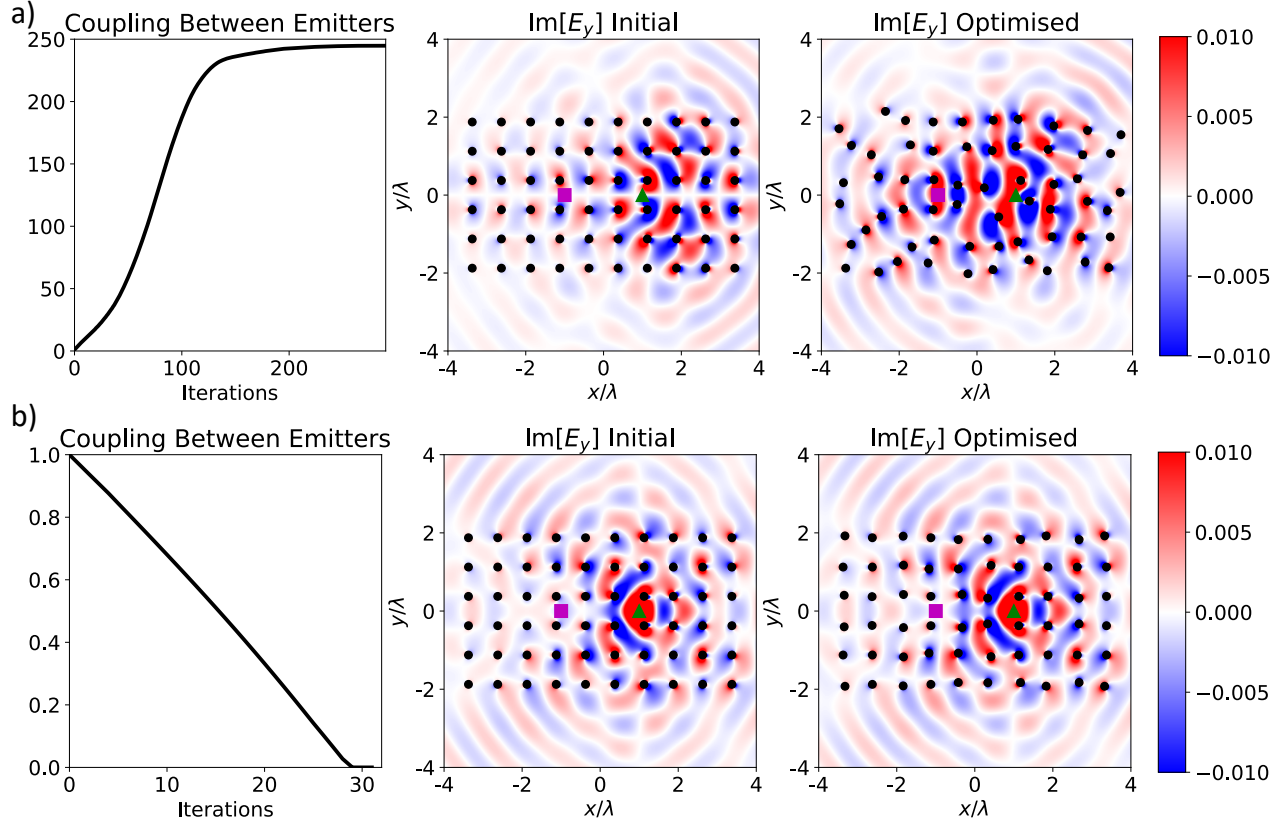 a)
Coupling Between Emitters
250
200
150
100
50
0
0 100 200
Iterations
Im[E_y] Initial
4
2
0
−2
-4
y/λ
-4 −2 0 2 4
x/λ
Im[E_y] Optimised
4
2
0
−2
-4
y/λ
−4 −2 0 2 4
x/λ
0.010
0.005
0.000
−0.005
−0.010
b)
Coupling Between Emitters
1.0
0.8
0.6
0.4
0.2
0.0
0 10 20 30
Iterations
Im[E_y] Initial
4
2
0
−2
-4
y/λ
-4 −2 0 2 4
x/λ
Im[E_y] Optimised
4
2
0
−2
-4
y/λ
−4 −2 0 2 4
x/λ
0.010
0.005
0.000
−0.005
−0.010